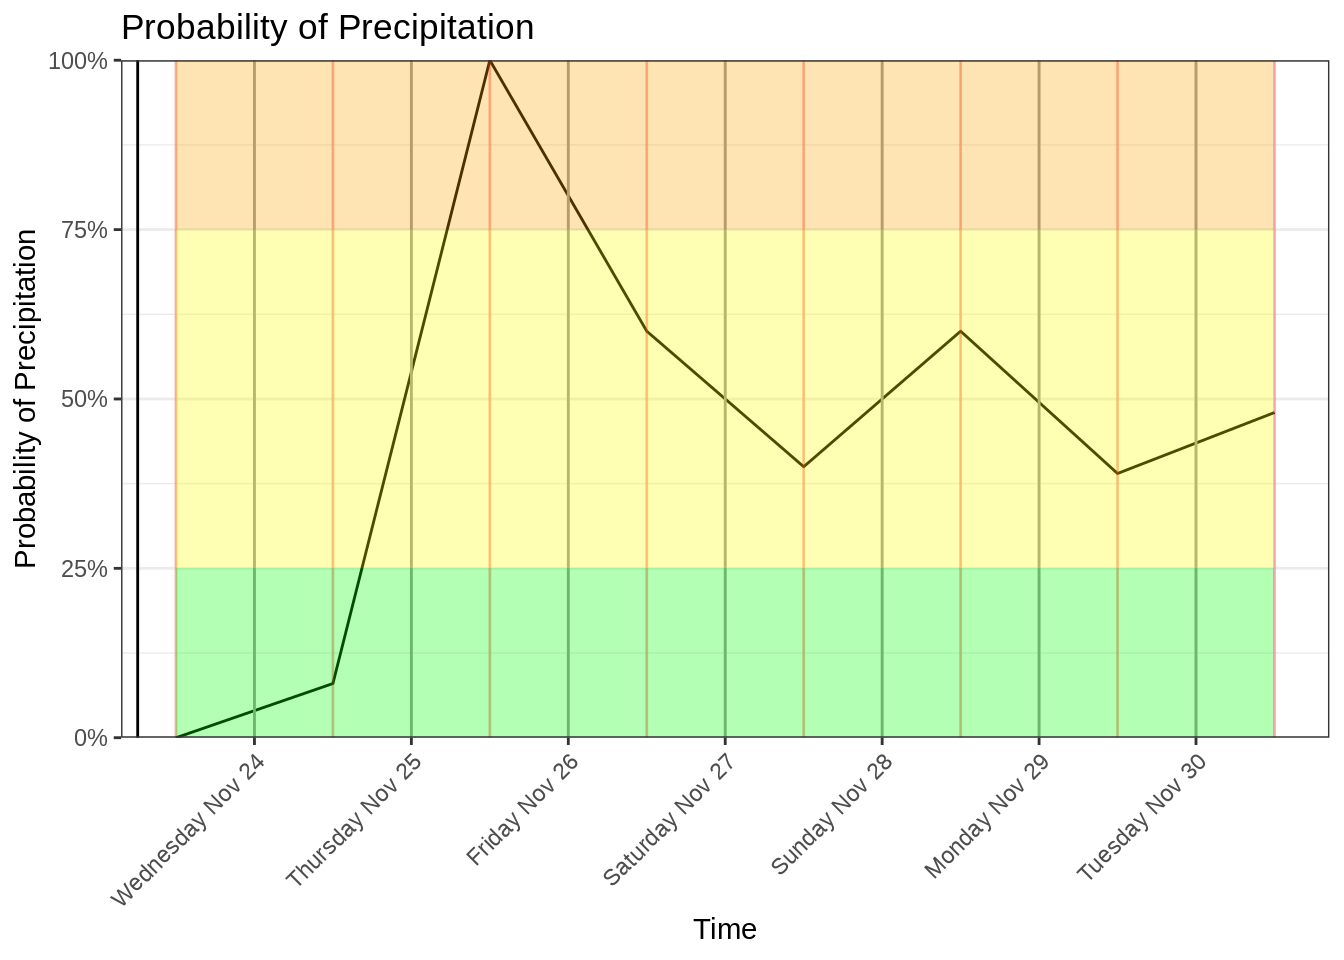 Probability of Precipitation
100%
75%
50%
25%
0%
Probability of Precipitation
Wednesday Nov 24
Thursday Nov 25
Friday Nov 26
Saturday Nov 27
Sunday Nov 28
Monday Nov 29
Tuesday Nov 30
Time